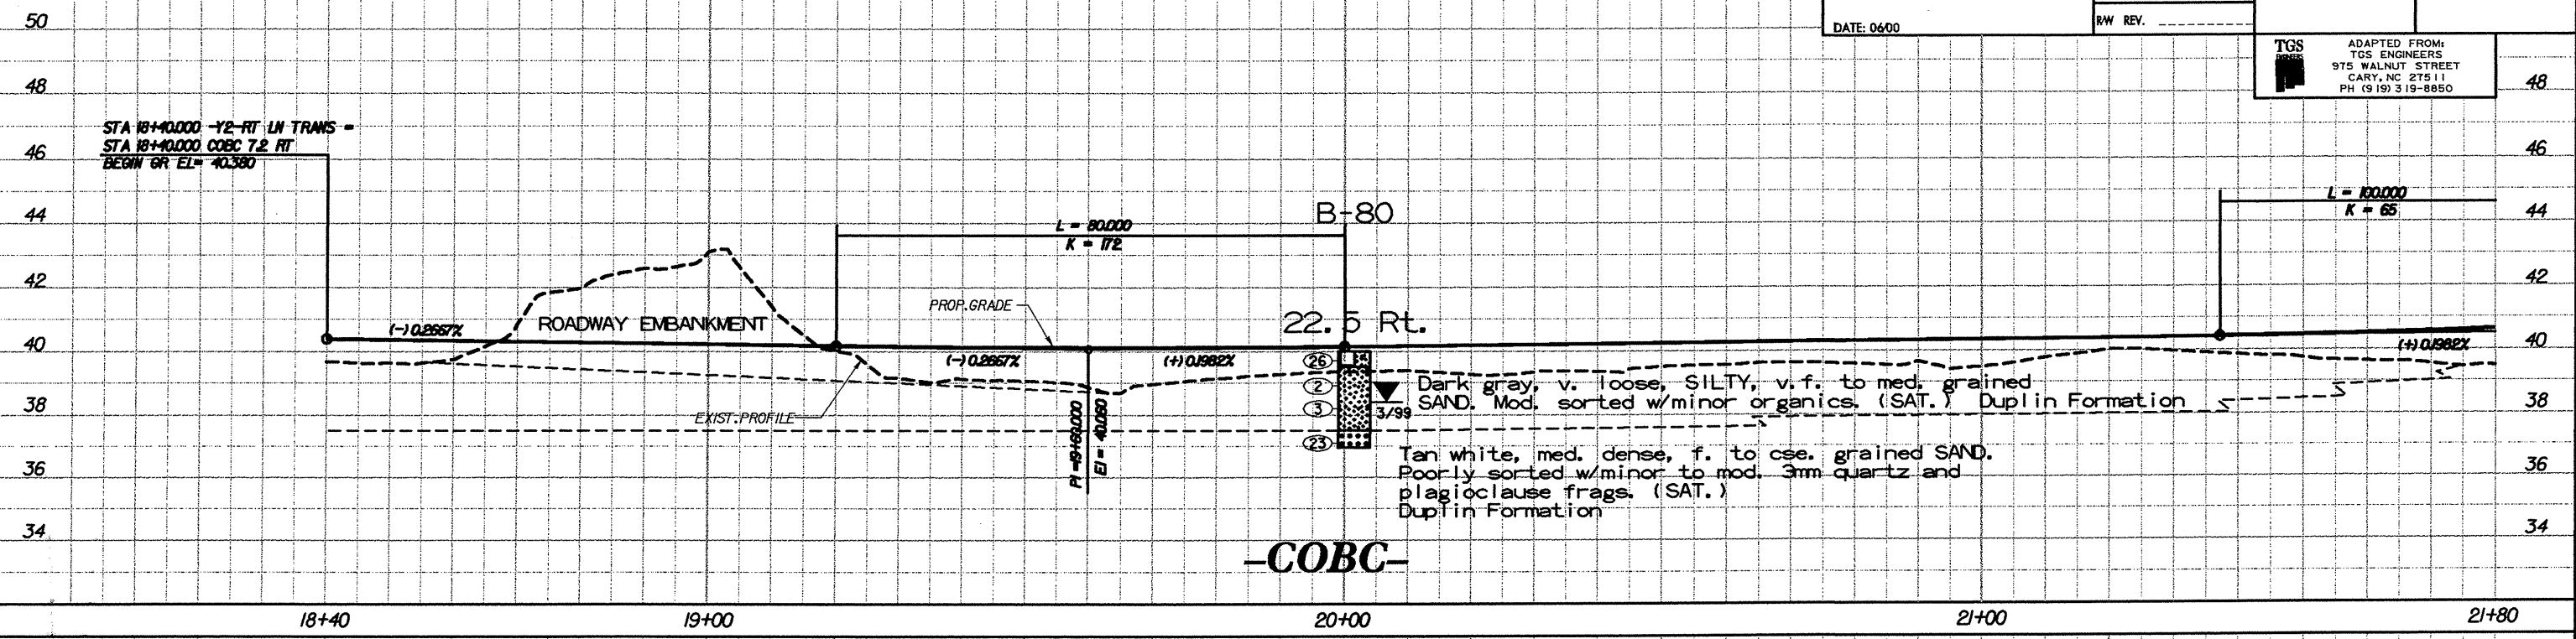 50
DATE: 06/00
R/W REV.
TGS
ADAPTED FROM:
TGS ENGINEERS
975 WALNUT STREET
CARY, NC 27511
PH (919) 319-8850
48
48
STA 18+40.000 -Y2-RT LN TRANS =
STA 18+40.000 COBC 7.2 RT
BEGIN GR EL= 40.380
46
46
44
44
L = 80.000
K = 172
B-80
L = 100.000
K = 65
42
42
PROP. GRADE
ROADWAY EMBANKMENT
22.5 Rt.
(-) 0.2667%
40
40
(-) 0.2667%
(+) 0.1982%
(+) 0.1982%
26
2
3
23
3/99
Dark gray, v. loose, SILTY, v.f. to med. grained
SAND. Mod. sorted w/minor organics. (SAT.) Duplin Formation
38
38
EXIST. PROFILE
PI = 19+60.000
El = 40.060
Tan white, med. dense, f. to cse. grained SAND.
Poorly sorted w/minor to mod. 3mm quartz and
plagioclause frags. (SAT.)
Duplin Formation
36
36
34
34
-COBC-
18+40
19+00
20+00
21+00
21+80